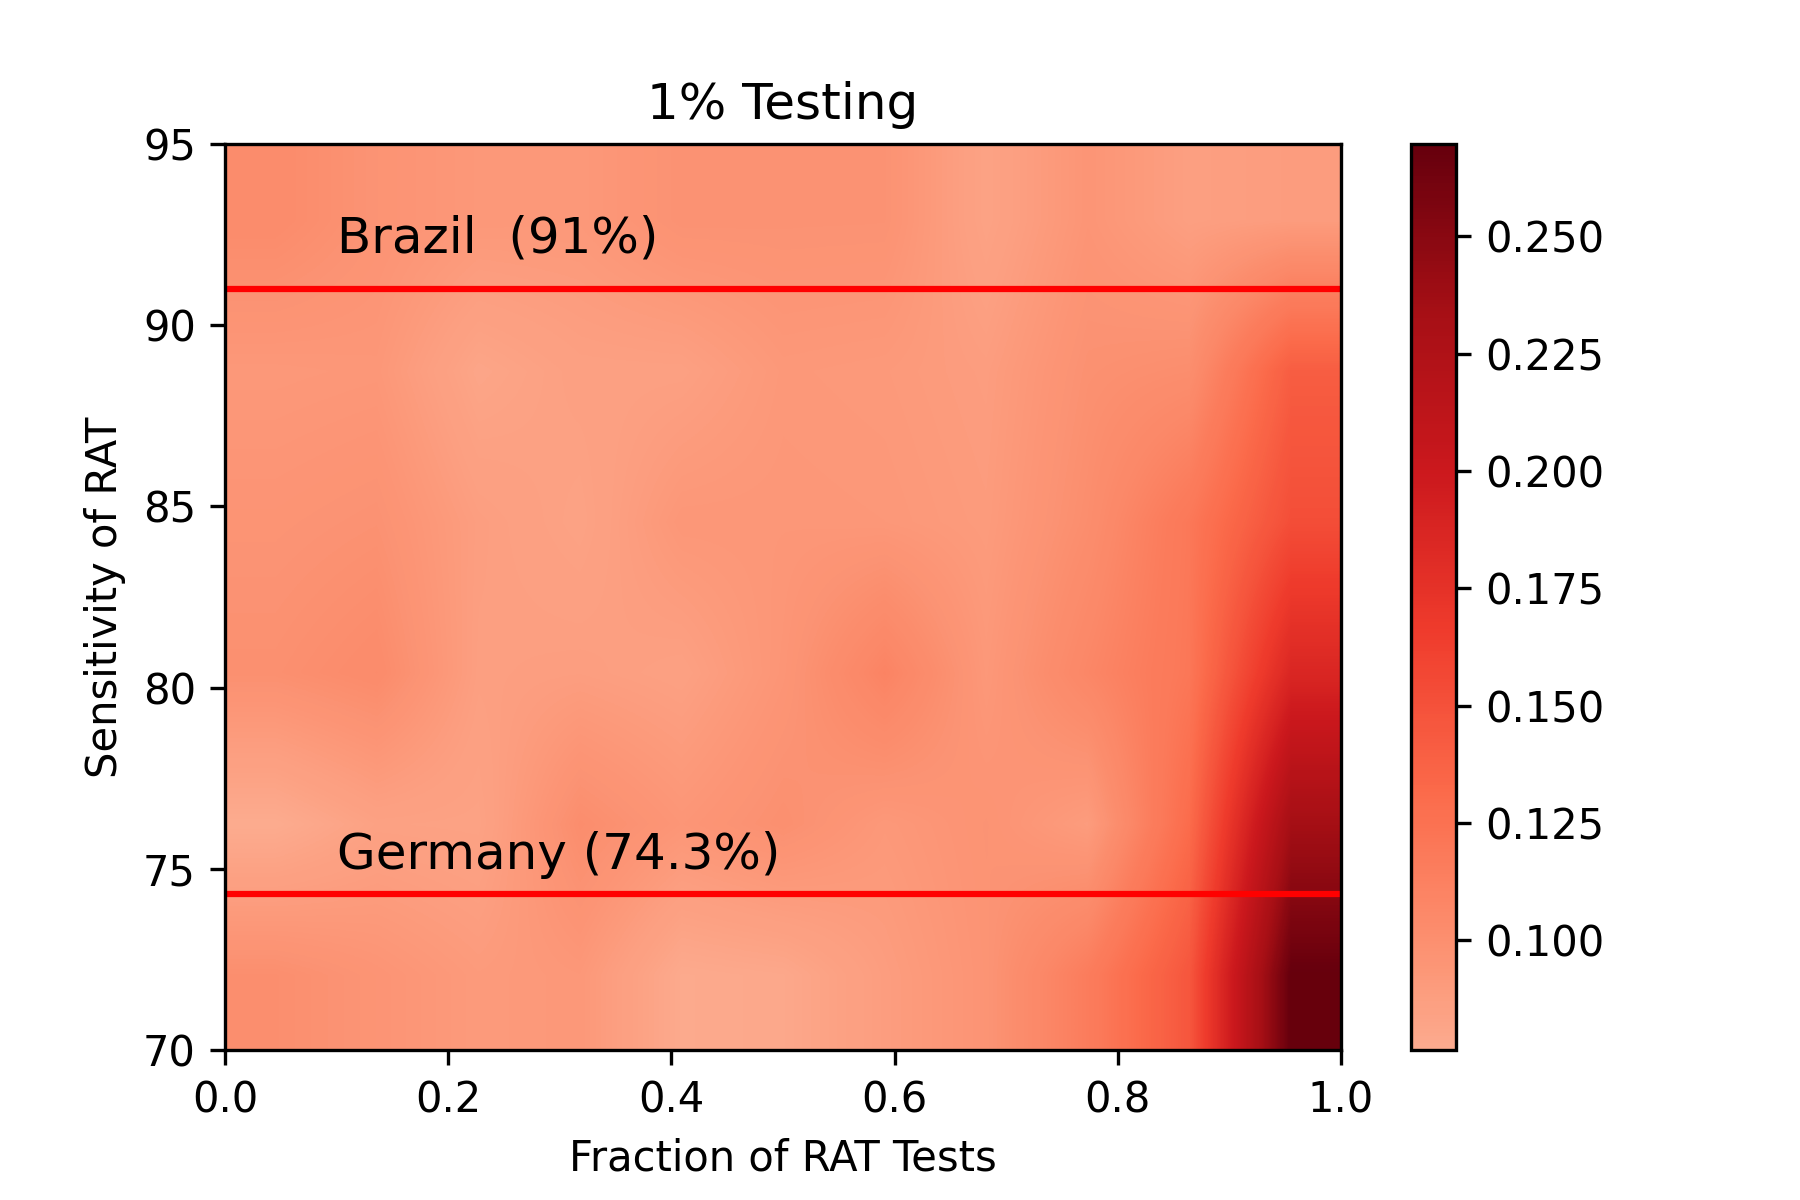 1% Testing
95
90
85
80
75
70
Sensitivity of RAT
Brazil  (91%)
Germany (74.3%)
0.0 0.2 0.4 0.6 0.8 1.0
Fraction of RAT Tests
0.250
0.225
0.200
0.175
0.150
0.125
0.100